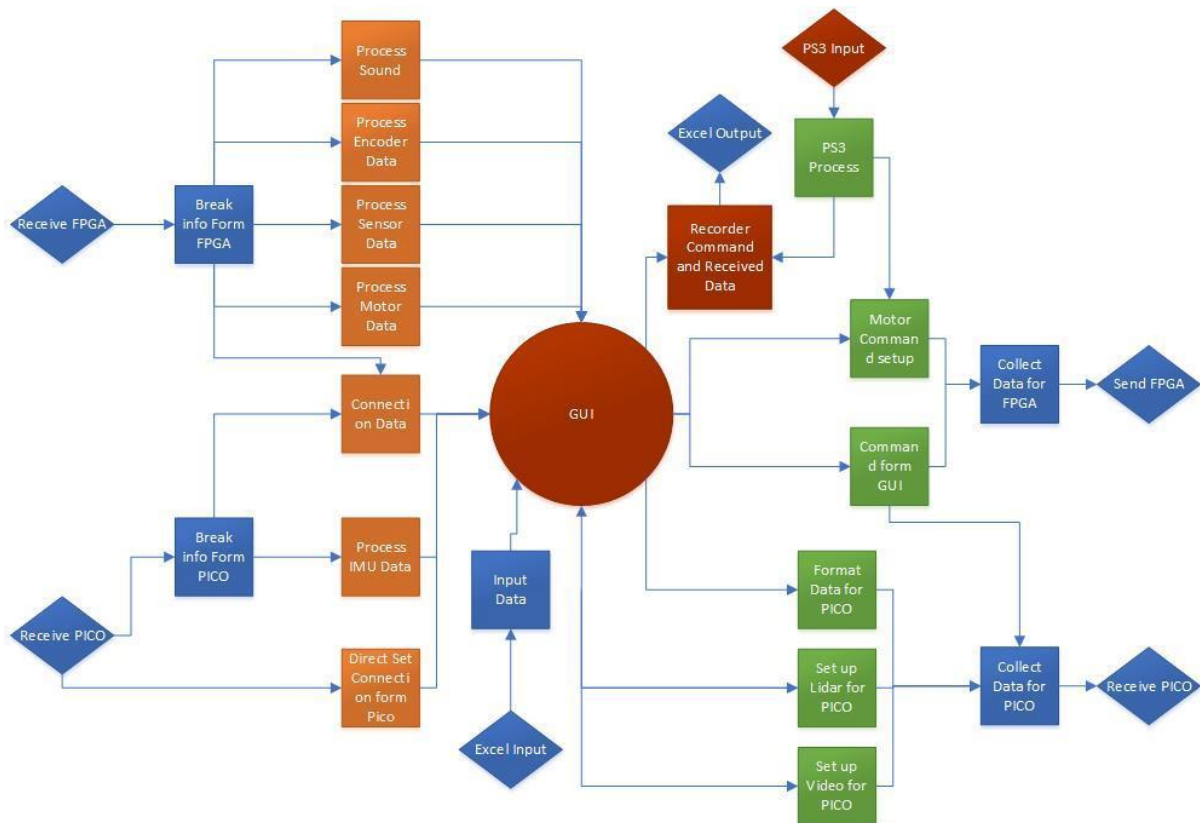 Process
Sound
Process
Encoder
Data
Process
Sensor
Data
Process
Motor
Data
Receive FPGA
Break
info Form
FPGA
Connecti
on Data
Break
info Form
PICO
Process
IMU Data
Receive PICO
Direct Set
Connecti
on form
Pico
GUI
Input
Data
Excel Input
PS3 Input
Excel Output
PS3
Process
Recorder
Command
and Received
Data
Motor
Comman
d setup
Collect
Data for
FPGA
Send FPGA
Comman
d form
GUI
Format
Data for
PICO
Set up
Lidar for
PICO
Collect
Data for
PICO
Receive PICO
Set up
Video for
PICO